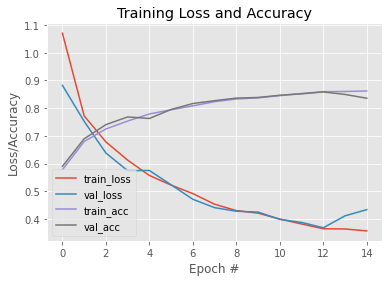 Training Loss and Accuracy
Loss/Accuracy
1.1
1.0
0.9
0.8
0.7
0.6
0.5
0.4
train_loss
val_loss
train_acc
val_acc
0 2 4 6 8 10 12 14
Epoch #